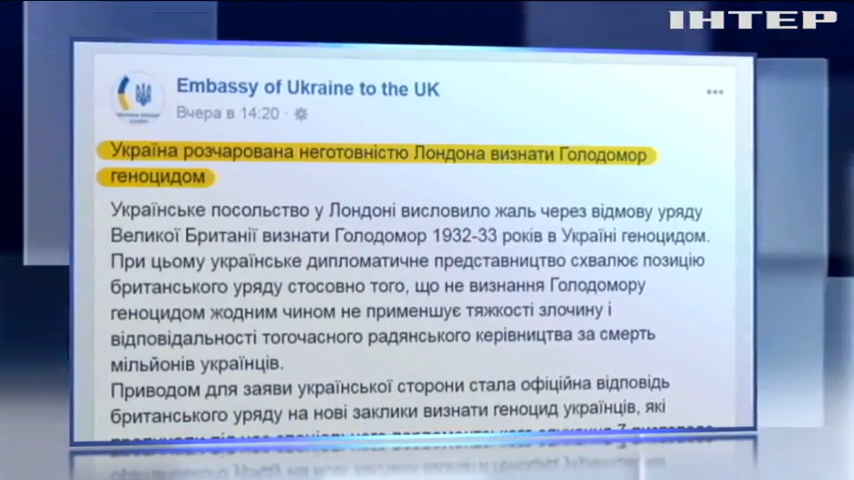 ІНТЕР
Embassy of Ukraine to the UK
Вчера в 14:20
Україна розчарована неготовністю Лондона визнати Голодомор
геноцидом
Українське посольство у Лондоні висловило жаль через відмову уряду
Великої Британії визнати Голодомор 1932-33 років в Україні геноцидом.
При цьому українське дипломатичне представництво схвалює позицію
британського уряду стосовно того, що не визнання Голодомору
геноцидом жодним чином не применшує тяжкості злочину і
відповідальності тогочасного радянського керівництва за смерть
мільйонів українців.
Приводом для заяви української сторони стала офіційна відповідь
британського уряду на нові заклики визнати геноцид українців, які